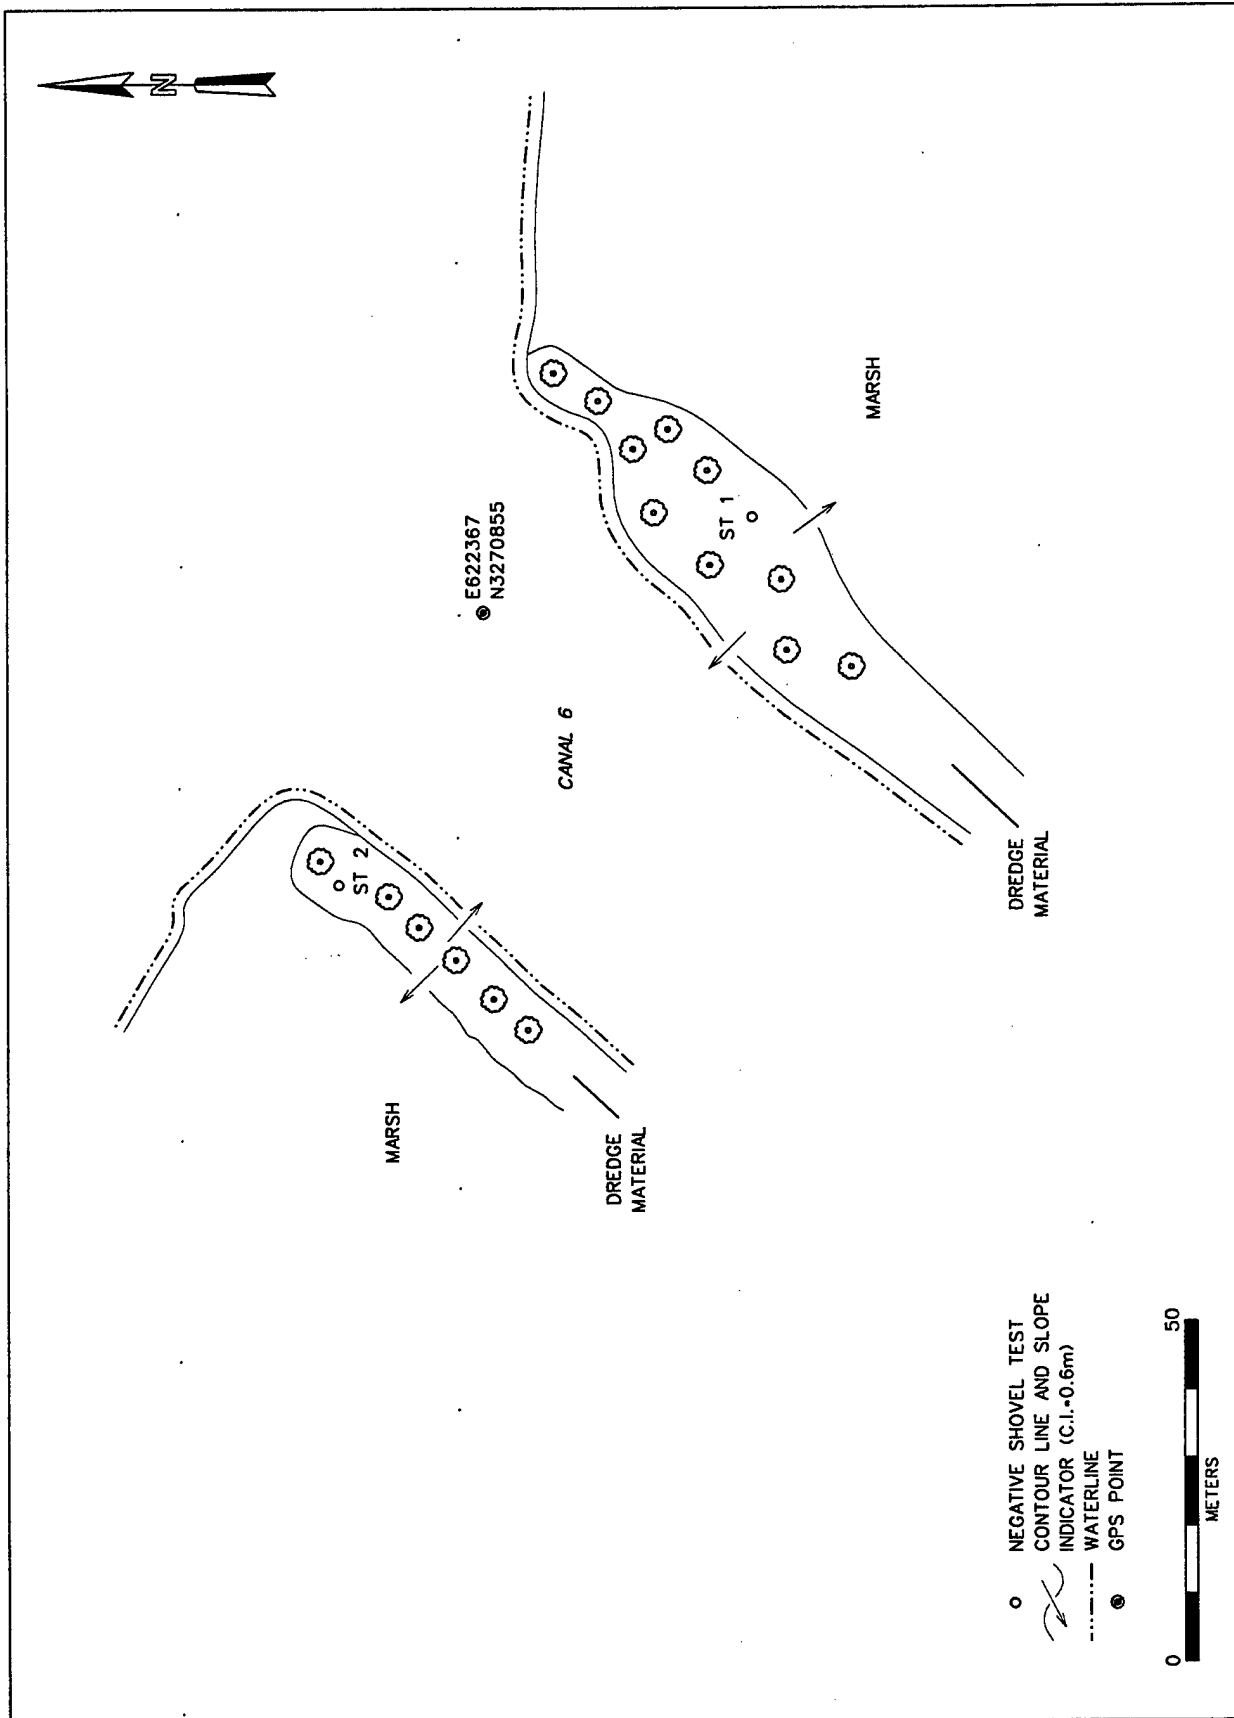 N
E622367
N3270855
CANAL 6
ST 2
ST 1
MARSH
MARSH
DREDGE
MATERIAL
DREDGE
MATERIAL
NEGATIVE SHOVEL TEST
CONTOUR LINE AND SLOPE
INDICATOR (C.I.=0.6m)
WATERLINE
GPS POINT
0 50
METERS